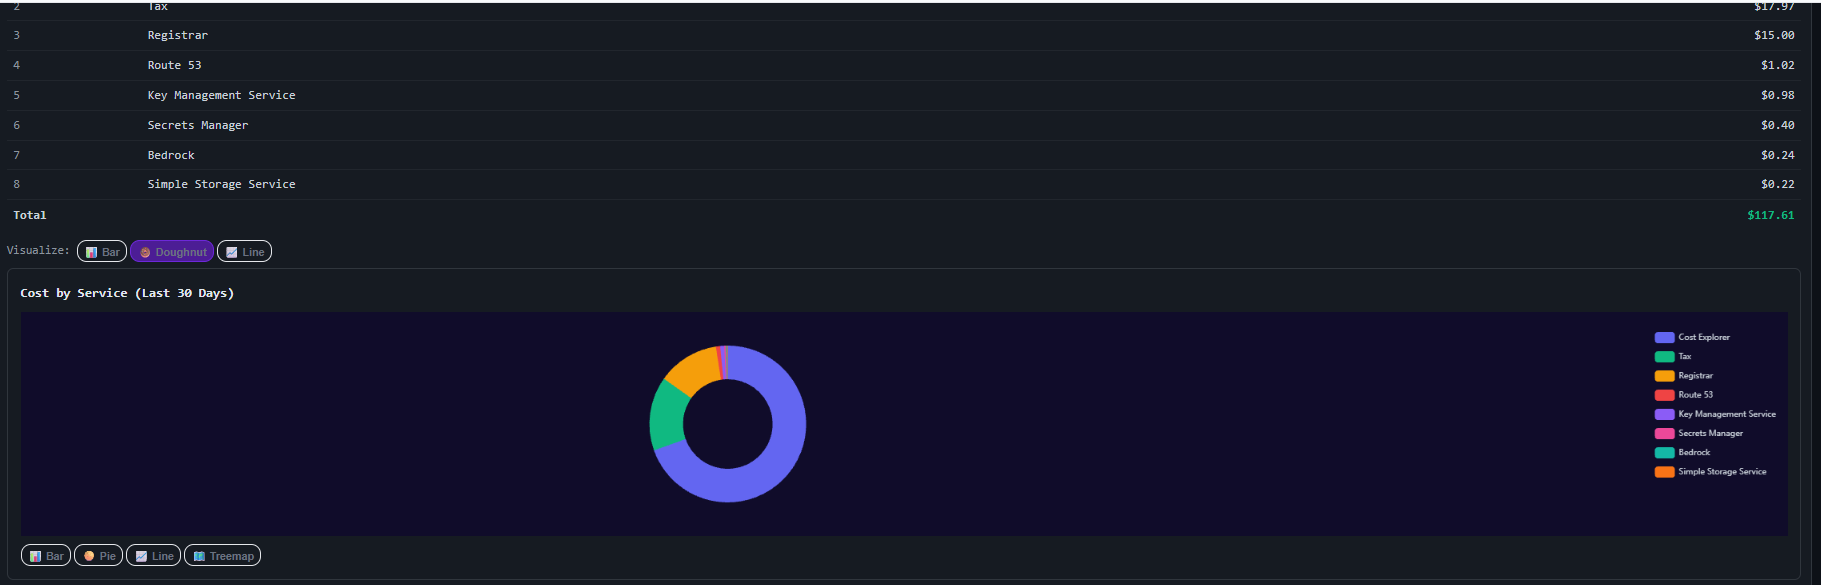 2 Tax $17.97
3 Registrar $15.00
4 Route 53 $1.02
5 Key Management Service $0.98
6 Secrets Manager $0.40
7 Bedrock $0.24
8 Simple Storage Service $0.22
Total $117.61
Visualize: Bar Doughnut Line
Cost by Service (Last 30 Days)
Cost Explorer
Tax
Registrar
Route 53
Key Management Service
Secrets Manager
Bedrock
Simple Storage Service
Bar Pie Line Treemap